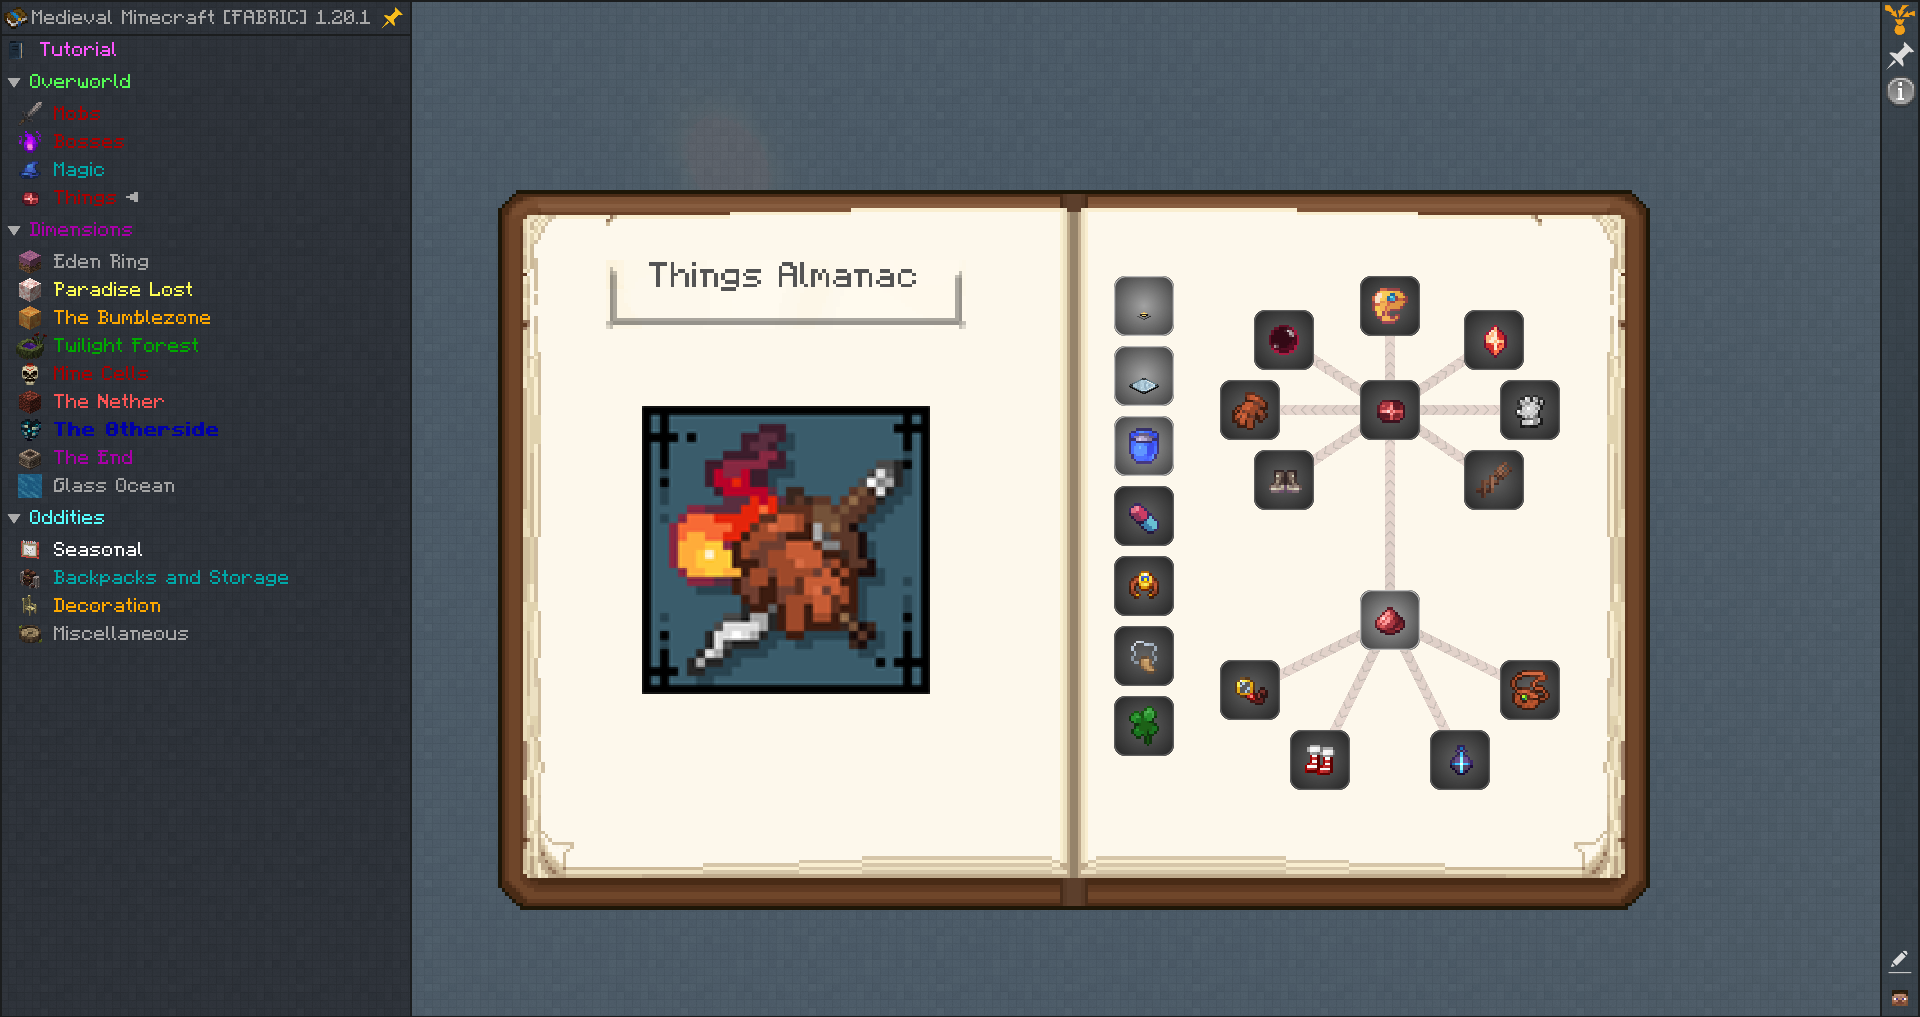 Medieval Minecraft [FABRIC] 1.20.1
Tutorial
Overworld
Mobs
Bosses
Magic
Things
Dimensions
Eden Ring
Paradise Lost
The Bumblezone
Twilight Forest
Mine Cells
The Nether
The Otherside
The End
Glass Ocean
Oddities
Seasonal
Backpacks and Storage
Decoration
Miscellaneous
Things Almanac